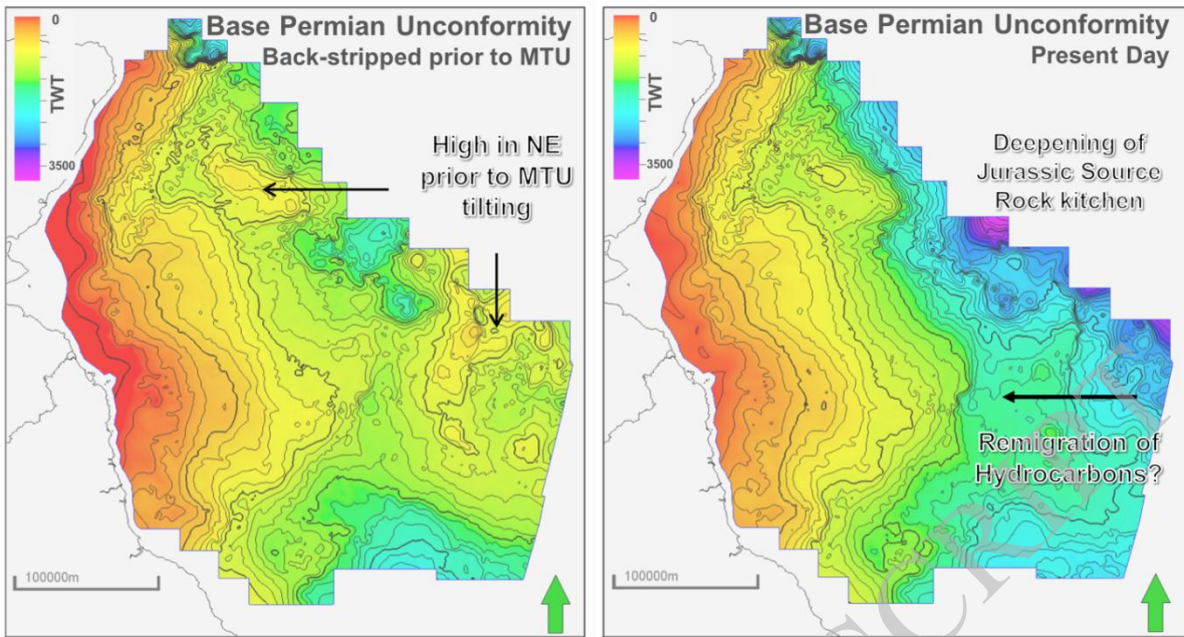 Base Permian Unconformity
Back-stripped prior to MTU
0
TWT
3500
High in NE
prior to MTU
tilting
100000m
Base Permian Unconformity
Present Day
0
TWT
3500
Deepening of
Jurassic Source
Rock kitchen
Remigration of
Hydrocarbons?
100000m